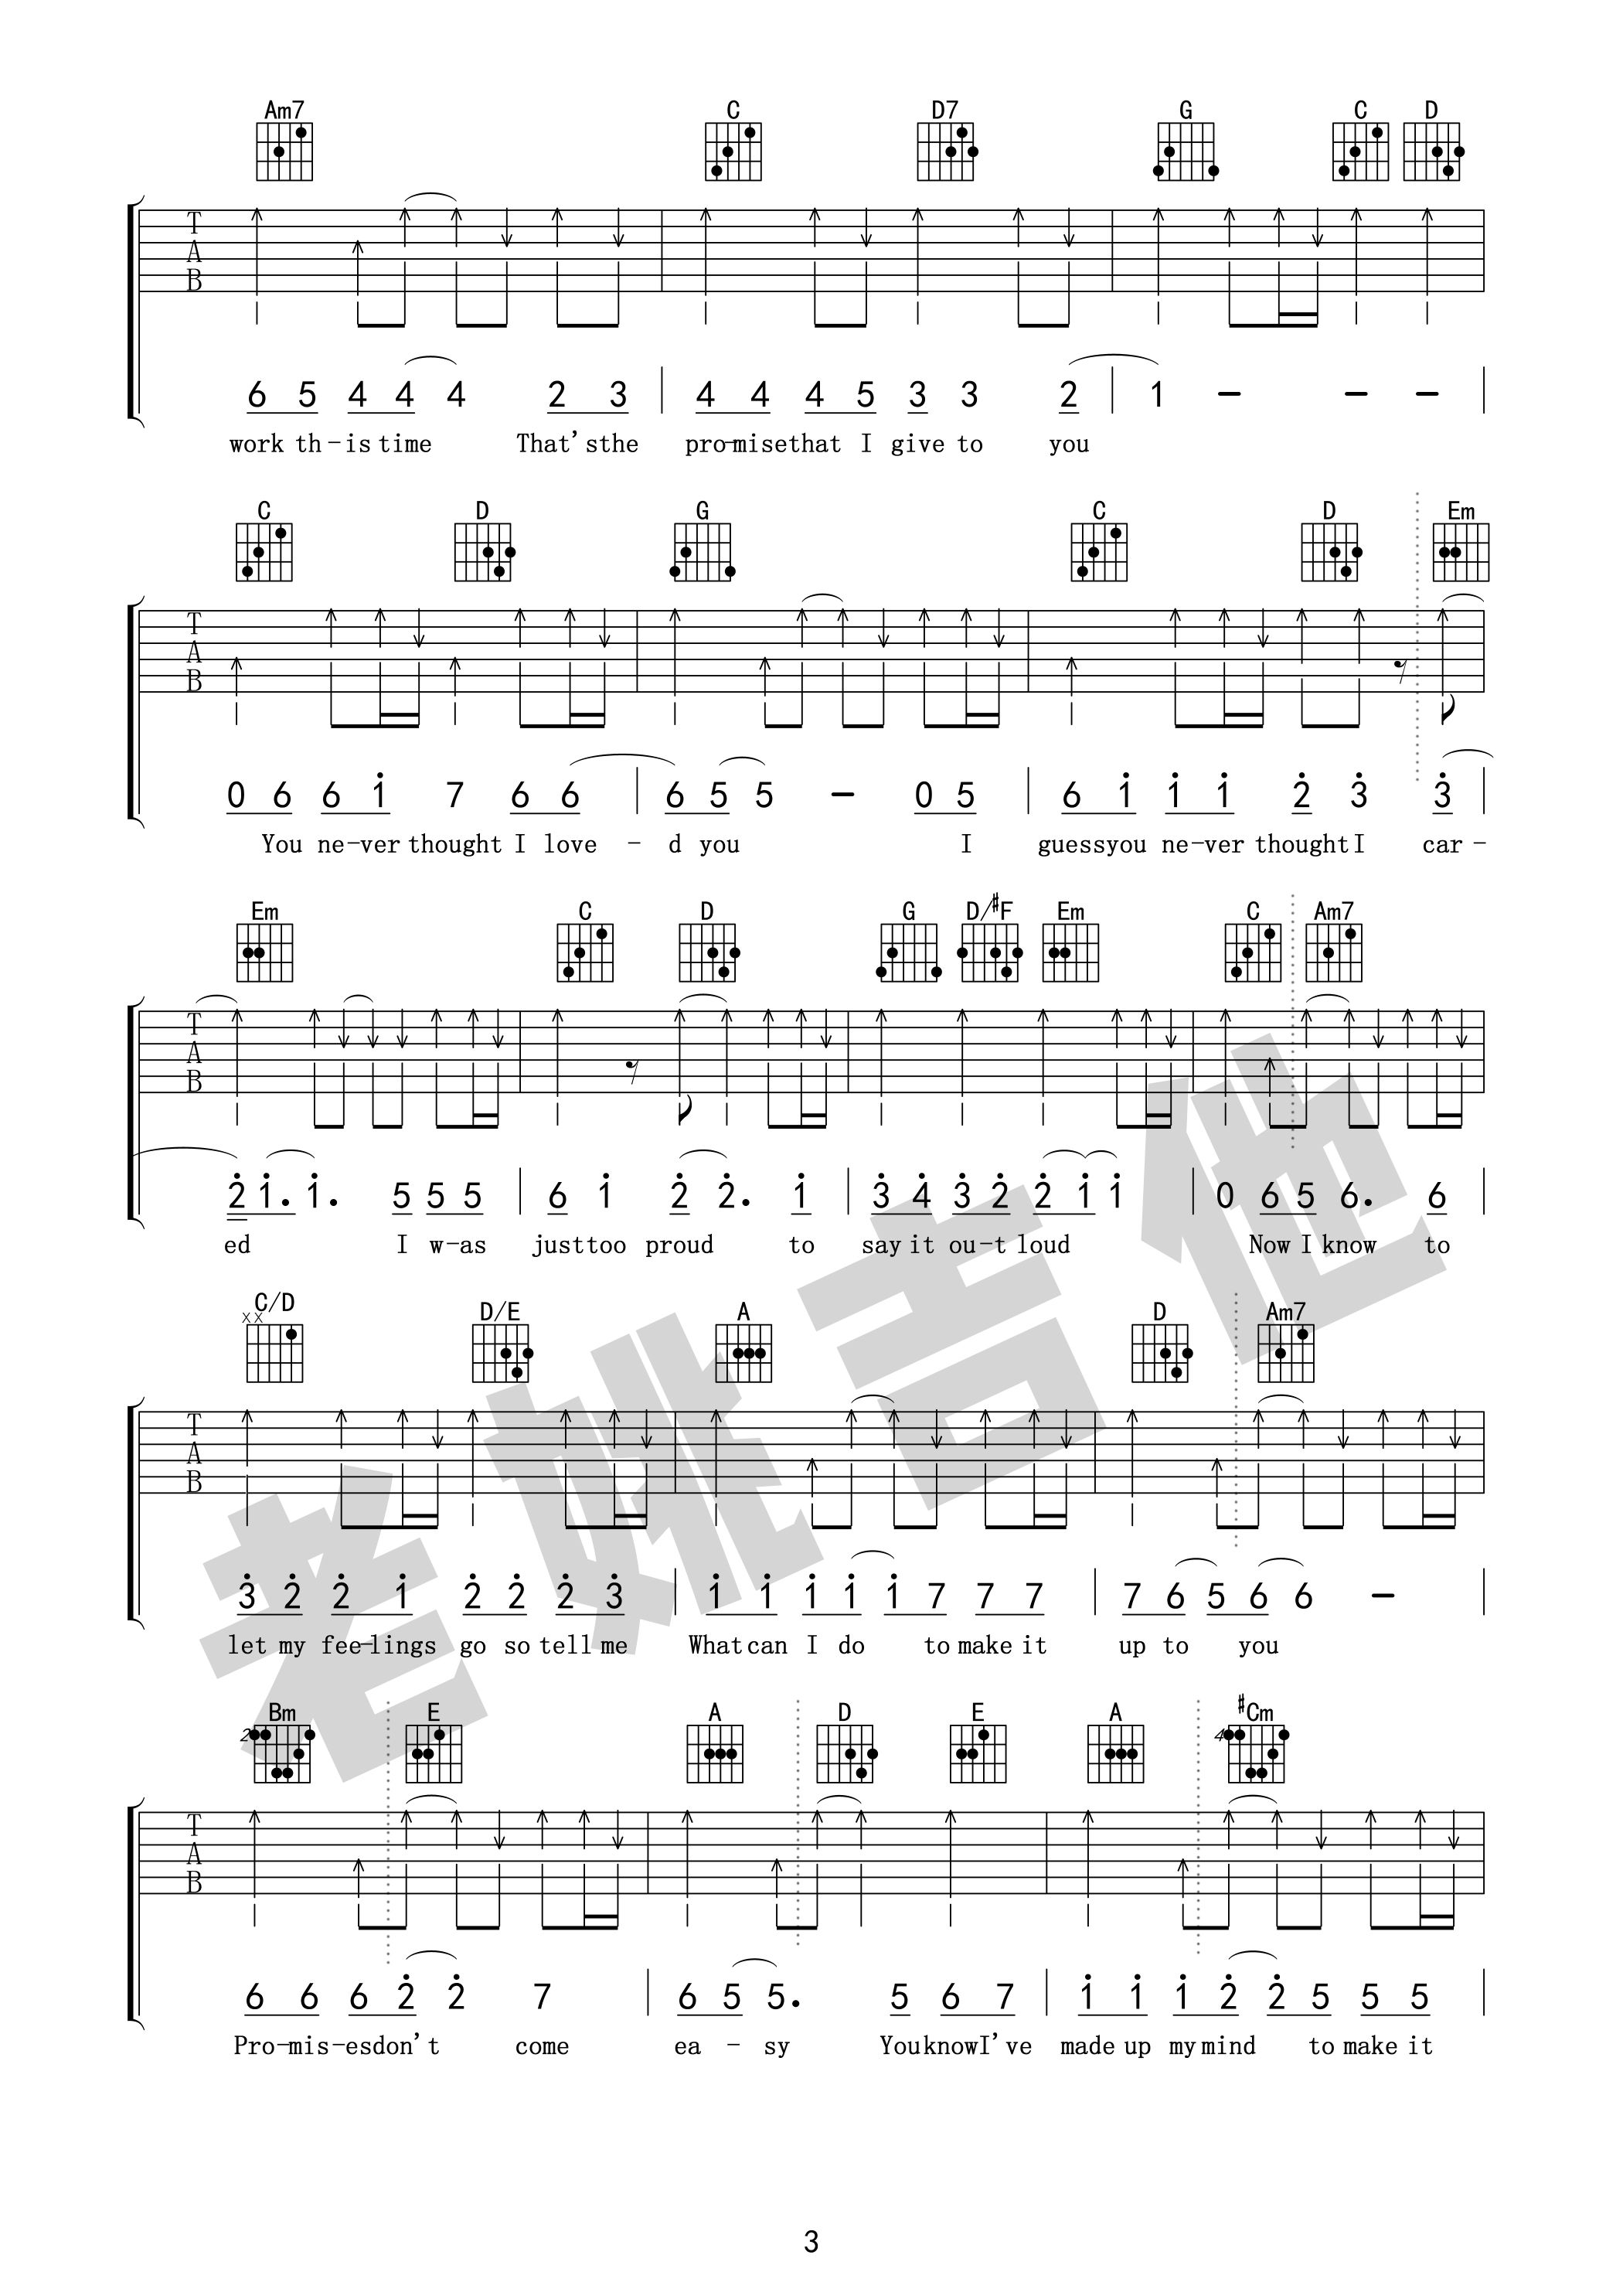 Am7 C D7 G C D
T
A
B
6 5 4 4 4 2 3 | 4 4 4 5 3 3 2 | 1 - - - |
work th-is time That'sthe pro-misethat I give to you
C D G C D Em
T
A
B
0 6 6 1 7 6 6 | 6 5 5 - 0 5 | 6 1 1 1 2 3 3 |
You ne-ver thought I love - d you I guessyou ne-ver thoughtI car-
Em C D G D/#F Em C Am7
T
A
B
2 1. 1. 5 5 5 | 6 1 2 2. 1 | 3 4 3 2 2 1 1 | 0 6 5 6. 6 |
ed I w-as justtoo proud to say it ou-t loud Now I know to
C/D D/E A D Am7
xx
T
A
B
3 2 2 1 2 2 2 3 | 1 1 1 1 1 7 7 7 | 7 6 5 6 6 - |
let my fee-lings go so tell me What can I do to make it up to you
Bm E A D E A #Cm
2 4
T
A
B
6 6 6 2 2 7 | 6 5 5. 5 6 7 | 1 1 1 2 2 5 5 5 |
Pro-mis-esdon't come ea - sy YouknowI've made up my mind to make it
老姚吉他
3